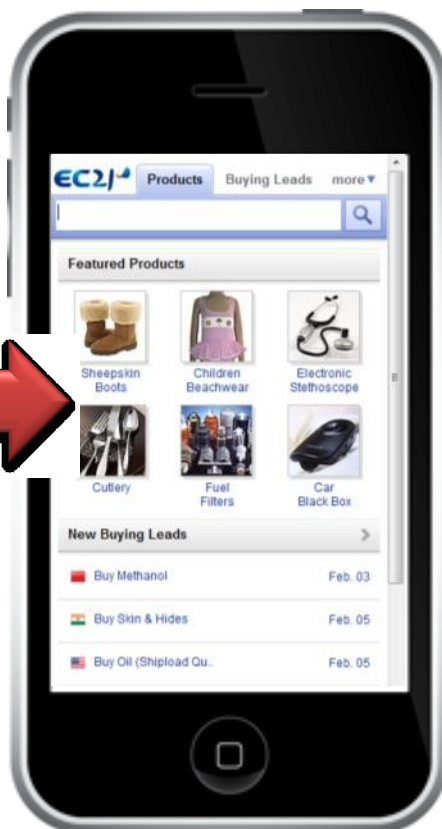 EC21
Products Buying Leads more
Featured Products
Sheepskin Children Electronic
Boots Beachwear Stethoscope
Cutlery Fuel Car
Filters Black Box
New Buying Leads
Buy Methanol Feb. 03
Buy Skin & Hides Feb. 05
Buy Oil (Shipload Qu.. Feb. 05